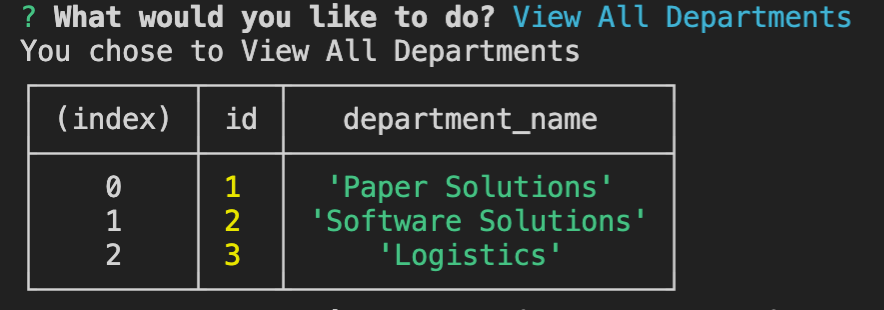 ? What would you like to do? View All Departments
You chose to View All Departments
(index) id department_name
0 1 'Paper Solutions'
1 2 'Software Solutions'
2 3 'Logistics'